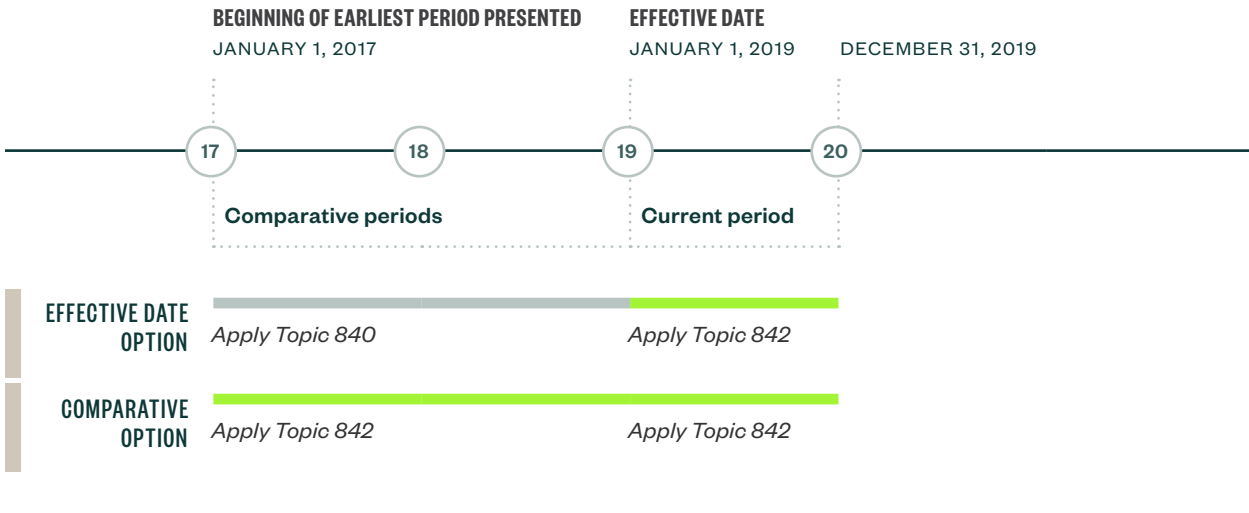 BEGINNING OF EARLIEST PERIOD PRESENTED
JANUARY 1, 2017
EFFECTIVE DATE
JANUARY 1, 2019
DECEMBER 31, 2019
17
18
19
20
Comparative periods
Current period
EFFECTIVE DATE
OPTION
Apply Topic 840
Apply Topic 842
COMPARATIVE
OPTION
Apply Topic 842
Apply Topic 842